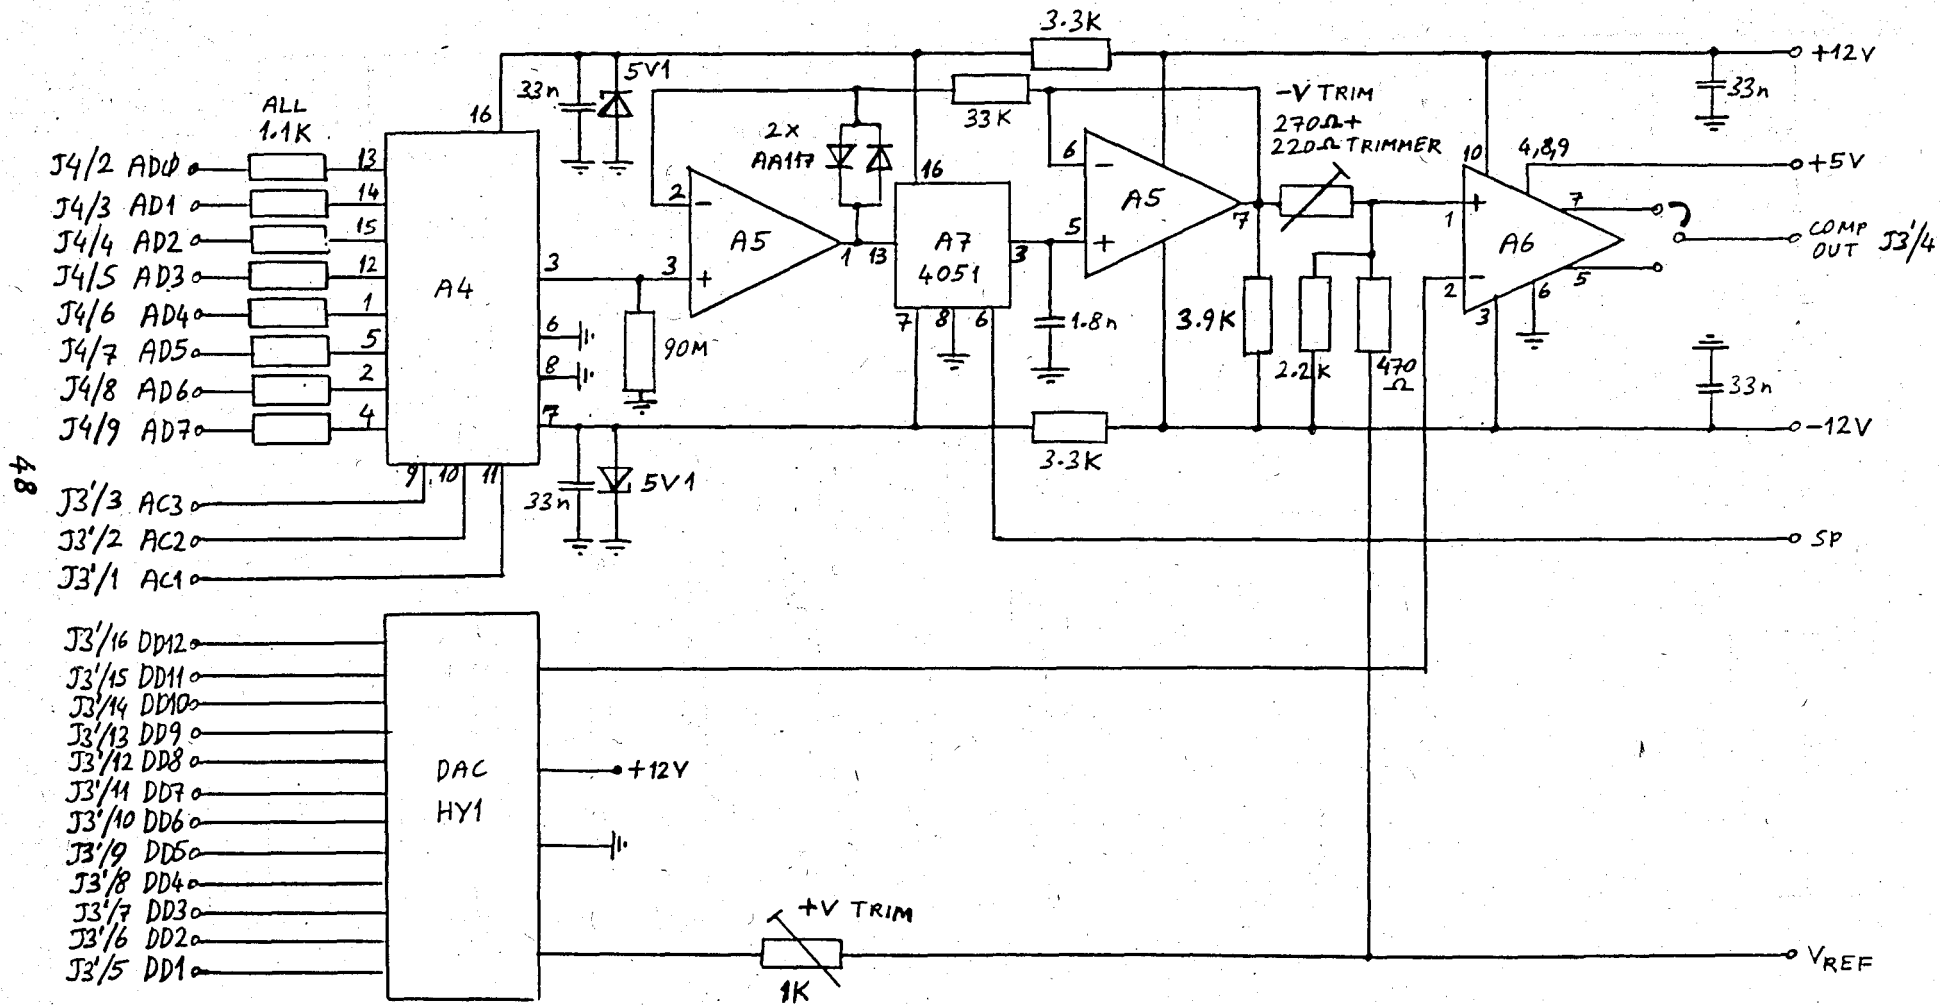 3.3K
+12V
5V1
33n
33n
ALL
1.1K
16
33K
-V TRIM
270Ω+
220Ω TRIMMER
2x
AA117
10
4,8,9
+5V
J4/2 ADØ
13
J4/3 AD1
14
J4/4 AD2
15
J4/5 AD3
12
J4/6 AD4
1
J4/7 AD5
5
J4/8 AD6
2
J4/9 AD7
4
A4
3
6
8
7
90M
2
-
3
+
A5
1
13
16
A7
4051
3
7
8
6
1.8n
6
-
5
+
A5
7
3.9K
2.2K
470
Ω
1
+
2
-
A6
7
5
6
3
COMP
OUT J3'/4
33n
-12V
3.3K
33n
5V1
9
10
11
J3'/3 AC3
J3'/2 AC2
J3'/1 AC1
SP
48
J3'/16 DD12
J3'/15 DD11
J3'/14 DD10
J3'/13 DD9
J3'/12 DD8
J3'/11 DD7
J3'/10 DD6
J3'/9 DD5
J3'/8 DD4
J3'/7 DD3
J3'/6 DD2
J3'/5 DD1
DAC
HY1
+12V
+V TRIM
1K
VREF